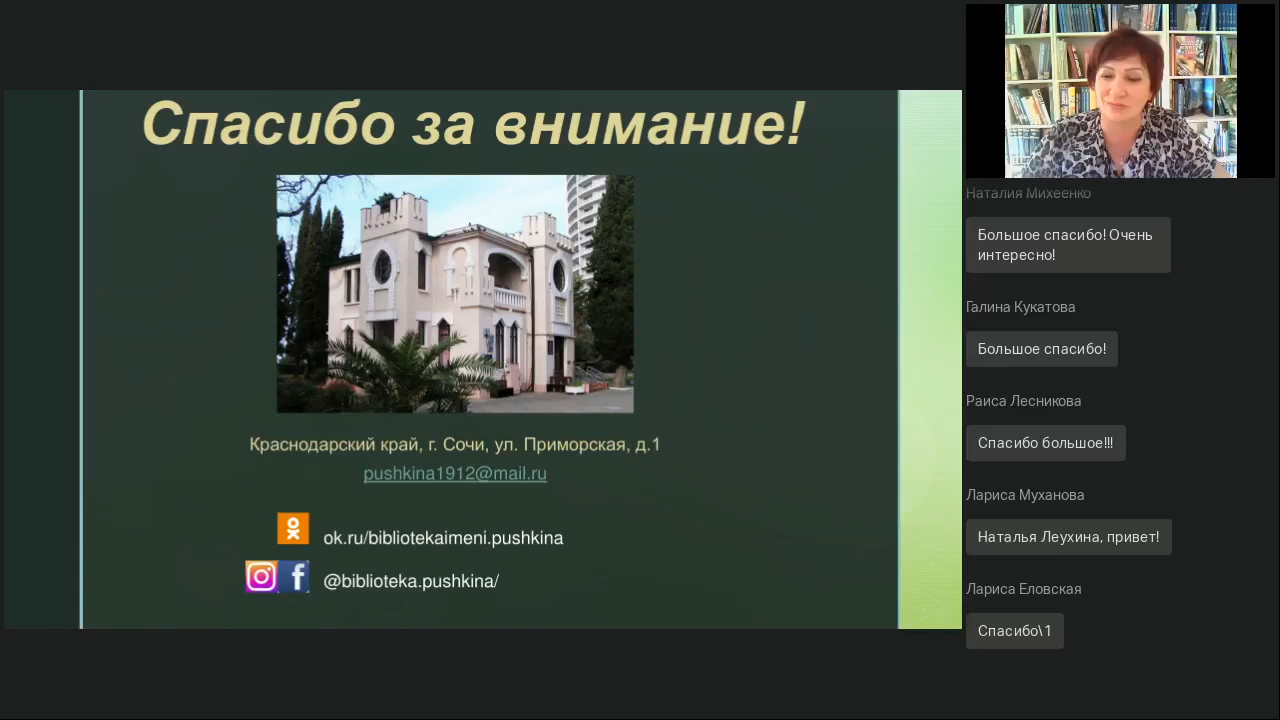 Спасибо за внимание!
Краснодарский край, г. Сочи, ул. Приморская, д.1
pushkina1912@mail.ru
ok.ru/bibliotekaimeni.pushkina
@biblioteka.pushkina/
Наталия Михеенко
Большое спасибо! Очень
интересно!
Галина Кукатова
Большое спасибо!
Раиса Лесникова
Спасибо большое!!!
Лариса Муханова
Наталья Леухина, привет!
Лариса Еловская
Спасибо\1